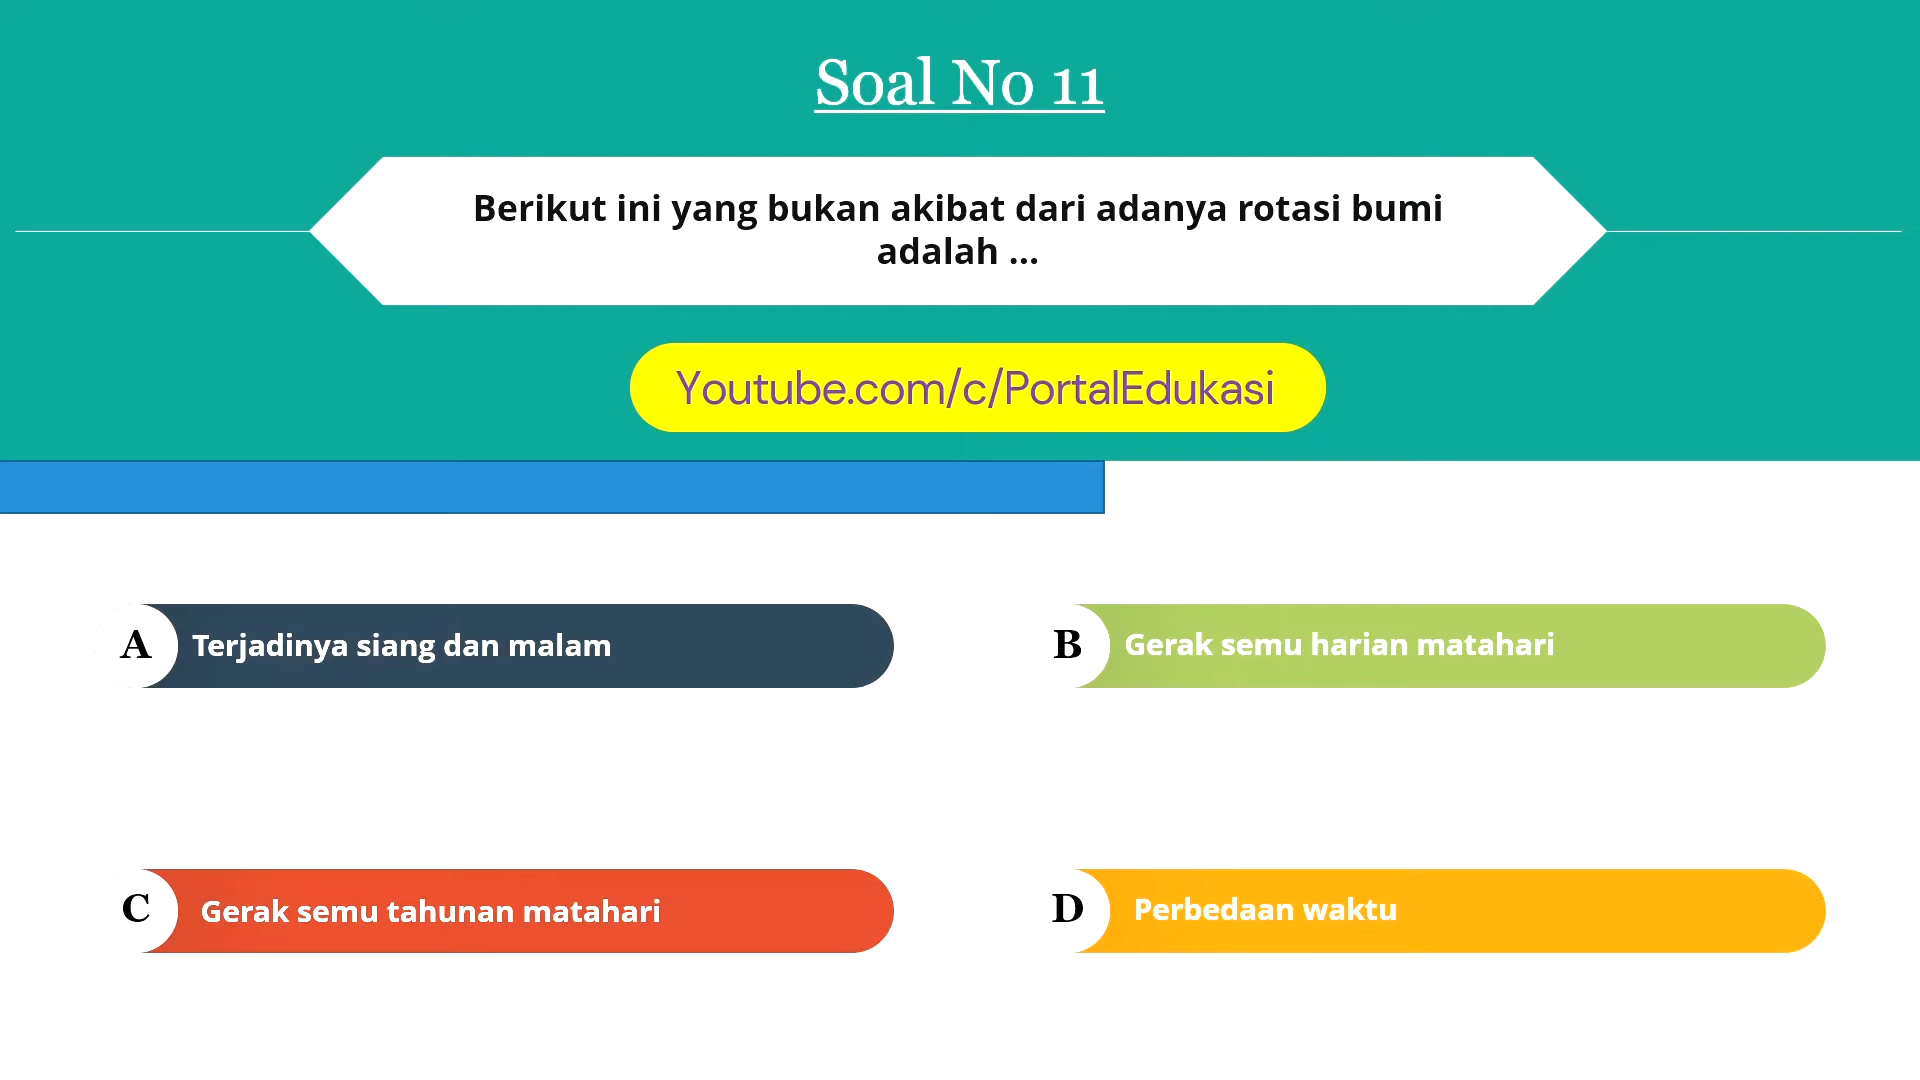 Soal No 11
Berikut ini yang bukan akibat dari adanya rotasi bumi
adalah ...
Youtube.com/c/PortalEdukasi
A Terjadinya siang dan malam
B Gerak semu harian matahari
C Gerak semu tahunan matahari
D Perbedaan waktu